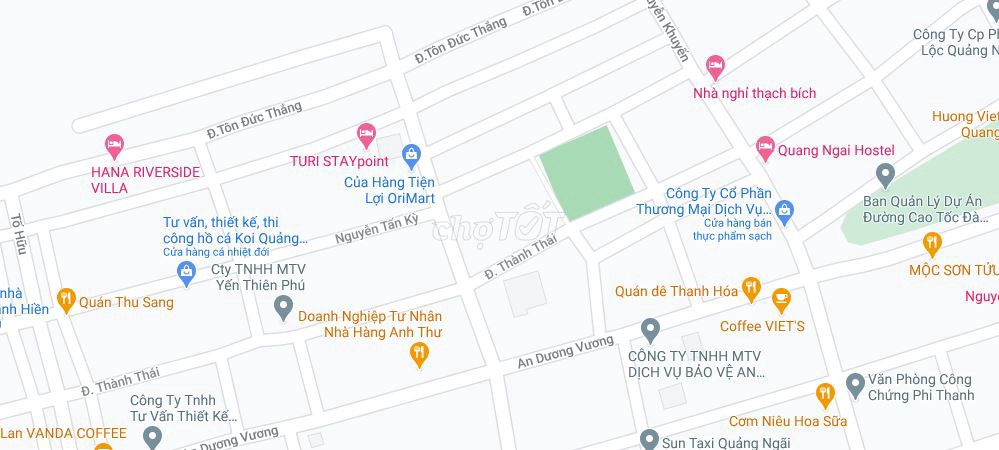 Đ.Tôn Đức Thắng
Khuyến
Công Ty Cp
Lộc Quảng
Nhà nghỉ thạch bích
Đ.Tôn Đức Thắng
Huong
Quang
HANA RIVERSIDE
VILLA
TURI STAYpoint
Quang Ngai Hostel
Của Hàng Tiện
Lợi OriMart
Công Ty Cổ Phần
Thương Mại Dịch Vụ...
Cửa hàng bán
thực phẩm sạch
Ban Quản Lý Dự Án
Đường Cao Tốc Đà...
Tố Hữu
Tư vấn, thiết kế, thi
công hồ cá Koi Quảng...
Cửa hàng cá nhiệt đới
Nguyễn Tấn Kỳ
chợTỐT
Đ. Thành Thái
MỘC SƠN TỬU
Cty TNHH MTV
Yến Thiên Phú
Quán Thu Sang
nhà
Hiền
Quán dê Thanh Hóa
Coffee VIET'S
Doanh Nghiệp Tư Nhân
Nhà Hàng Anh Thư
An Dương Vương
CÔNG TY TNHH MTV
DỊCH VỤ BẢO VỆ AN...
Đ. Thành Thái
Văn Phòng Công
Chứng Phi Thanh
Công Ty Tnhh
Tư Vấn Thiết Kế...
Cơm Niêu Hoa Sữa
Lan VANDA COFFEE
An Dương Vương
Sun Taxi Quảng Ngãi